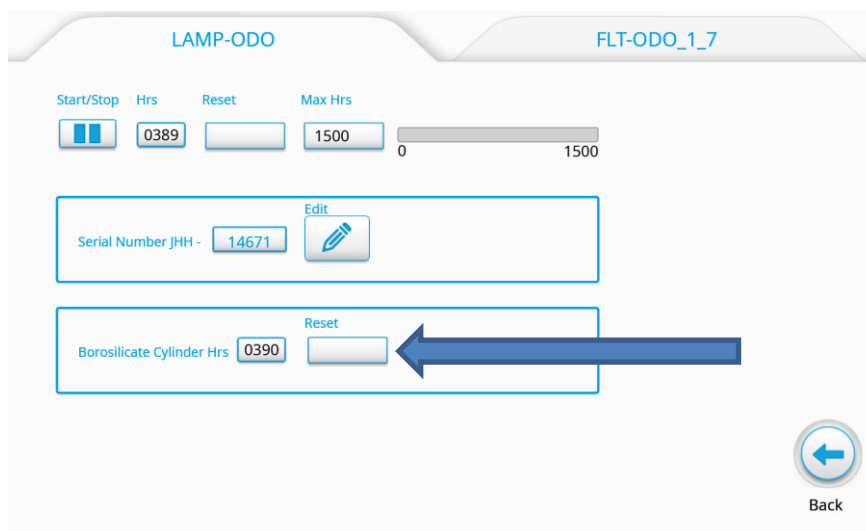 LAMP-ODO FLT-ODO_1_7
Start/Stop Hrs Reset Max Hrs
0389 1500
0 1500
Edit
Serial Number JHH - 14671
Reset
Borosilicate Cylinder Hrs 0390
Back